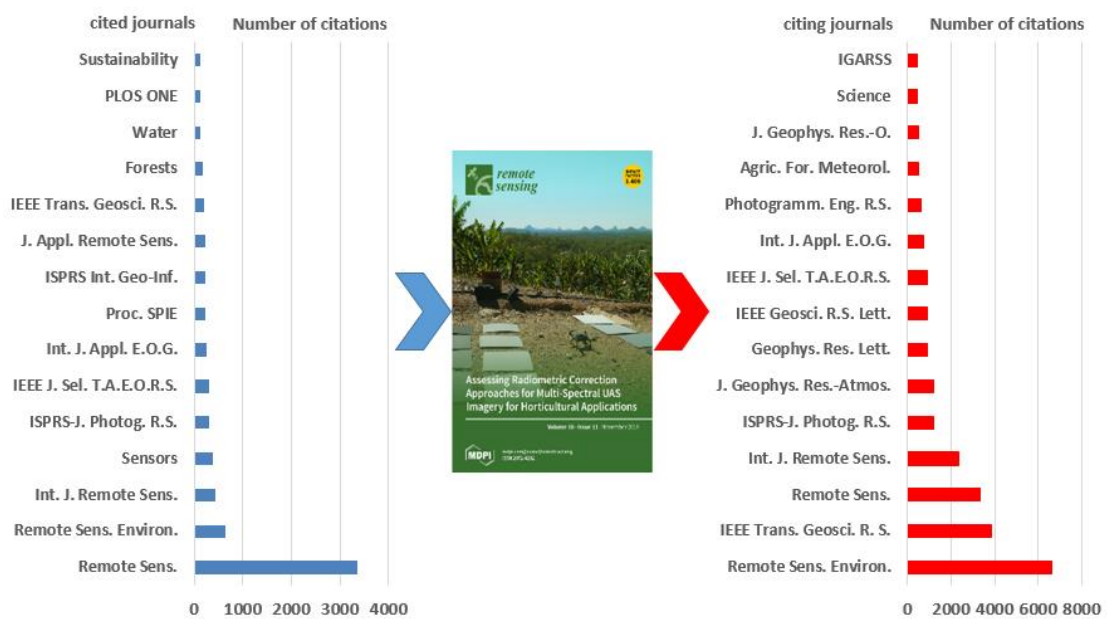 cited journals
Number of citations
Sustainability
PLOS ONE
Water
Forests
IEEE Trans. Geosci. R.S.
J. Appl. Remote Sens.
ISPRS Int. Geo-Inf.
Proc. SPIE
Int. J. Appl. E.O.G.
IEEE J. Sel. T.A.E.O.R.S.
ISPRS-J. Photog. R.S.
Sensors
Int. J. Remote Sens.
Remote Sens. Environ.
Remote Sens.
0 1000 2000 3000 4000
remote
sensing
Assessing Radiometric Correction
Approaches for Multi-Spectral UAS
Imagery for Horticultural Applications
MDPI
citing journals
Number of citations
IGARSS
Science
J. Geophys. Res.-O.
Agric. For. Meteorol.
Photogramm. Eng. R.S.
Int. J. Appl. E.O.G.
IEEE J. Sel. T.A.E.O.R.S.
IEEE Geosci. R.S. Lett.
Geophys. Res. Lett.
J. Geophys. Res.-Atmos.
ISPRS-J. Photog. R.S.
Int. J. Remote Sens.
Remote Sens.
IEEE Trans. Geosci. R. S.
Remote Sens. Environ.
0 2000 4000 6000 8000